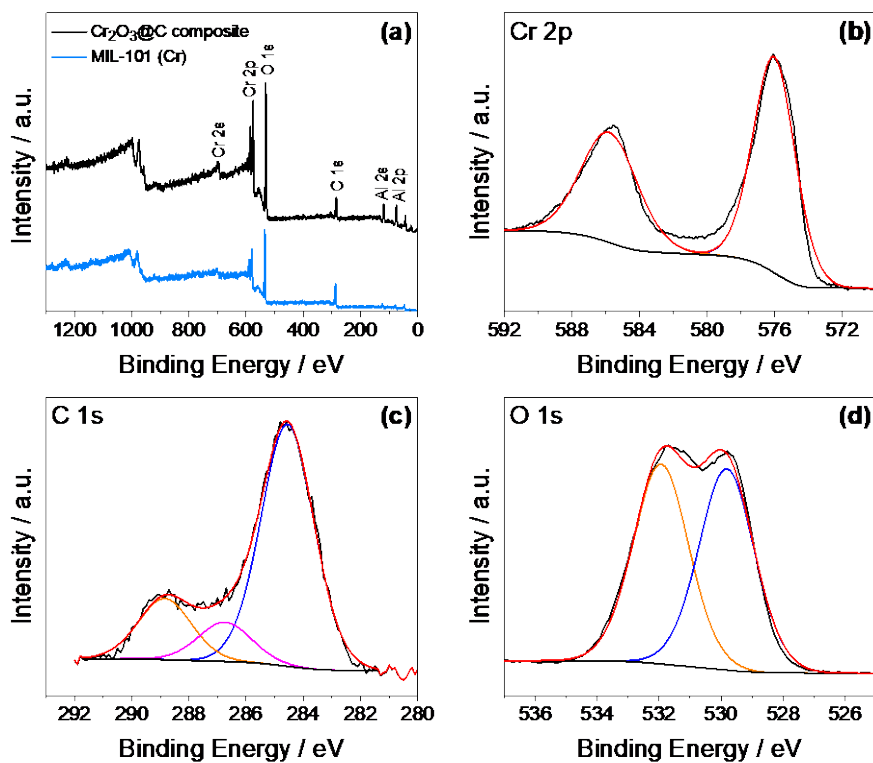 Cr₂O₃@C composite
MIL-101 (Cr)
(a)
Cr 2s
Cr 2p
O 1s
C 1s
Al 2s
Al 2p
Intensity / a.u.
1200 1000 800 600 400 200 0
Binding Energy / eV
Cr 2p
(b)
Intensity / a.u.
592 588 584 580 576 572
Binding Energy / eV
C 1s
(c)
Intensity / a.u.
292 290 288 286 284 282 280
Binding Energy / eV
O 1s
(d)
Intensity / a.u.
536 534 532 530 528 526
Binding Energy / eV